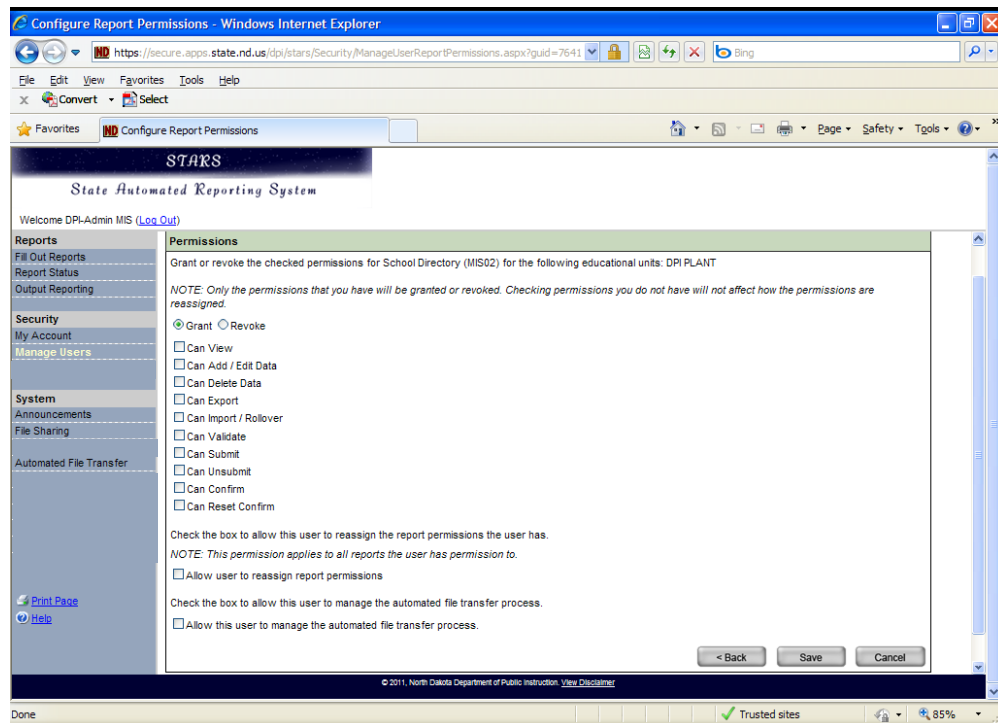 Configure Report Permissions - Windows Internet Explorer
https://secure.apps.state.nd.us/dpi/stars/Security/ManageUserReportPermissions.aspx?guid=7641
Bing
File Edit View Favorites Tools Help
x Convert Select
Favorites ND Configure Report Permissions Page Safety Tools
STARS
State Automated Reporting System
Welcome DPI-Admin MIS (Log Out)
Reports
Fill Out Reports
Report Status
Output Reporting
Security
My Account
Manage Users
System
Announcements
File Sharing
Automated File Transfer
Print Page
Help
Permissions
Grant or revoke the checked permissions for School Directory (MIS02) for the following educational units: DPI PLANT
NOTE: Only the permissions that you have will be granted or revoked. Checking permissions you do not have will not affect how the permissions are
reassigned.
Grant Revoke
Can View
Can Add / Edit Data
Can Delete Data
Can Export
Can Import / Rollover
Can Validate
Can Submit
Can Unsubmit
Can Confirm
Can Reset Confirm
Check the box to allow this user to reassign the report permissions the user has.
NOTE: This permission applies to all reports the user has permission to.
Allow user to reassign report permissions
Check the box to allow this user to manage the automated file transfer process.
Allow this user to manage the automated file transfer process.
< Back Save Cancel
© 2011, North Dakota Department of Public Instruction. View Disclaimer
Done Trusted sites 85%